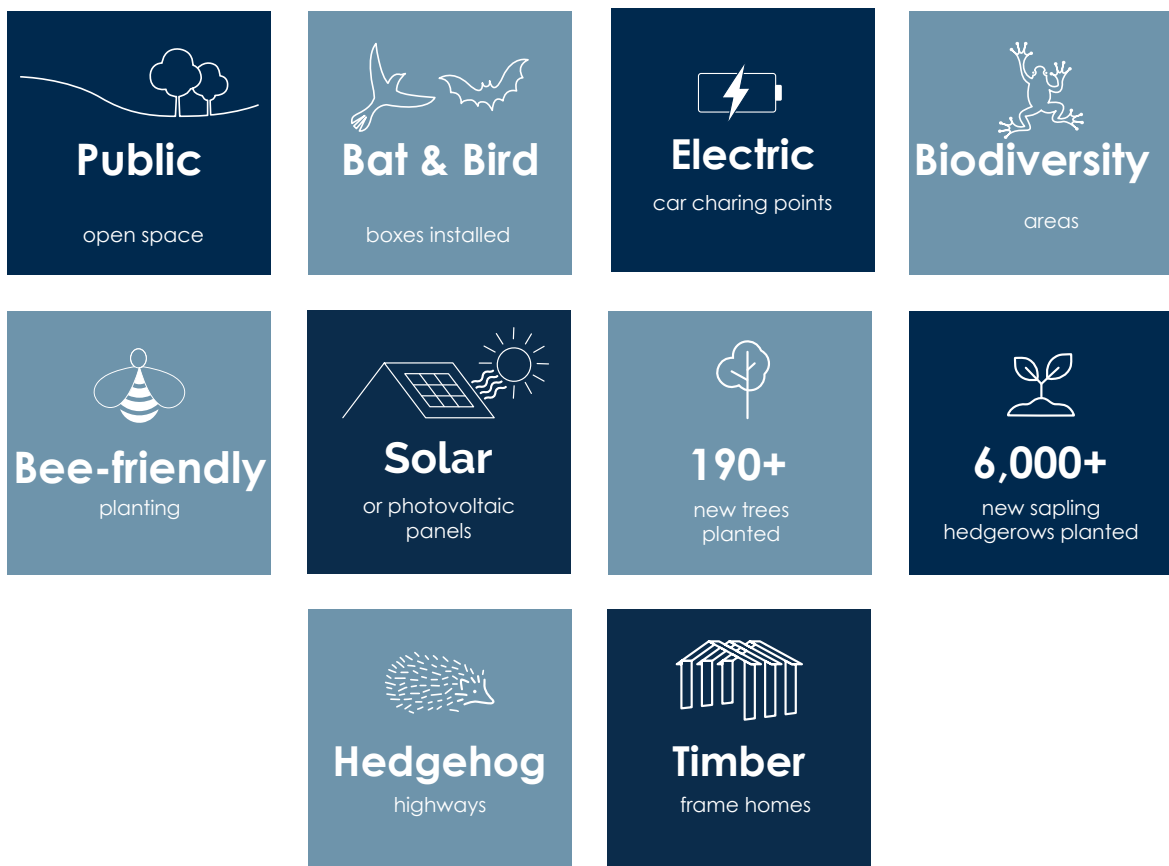 Public
open space
Bat & Bird
boxes installed
Electric
car charing points
Biodiversity
areas
Bee-friendly
planting
Solar
or photovoltaic
panels
190+
new trees
planted
6,000+
new sapling
hedgerows planted
Hedgehog
highways
Timber
frame homes